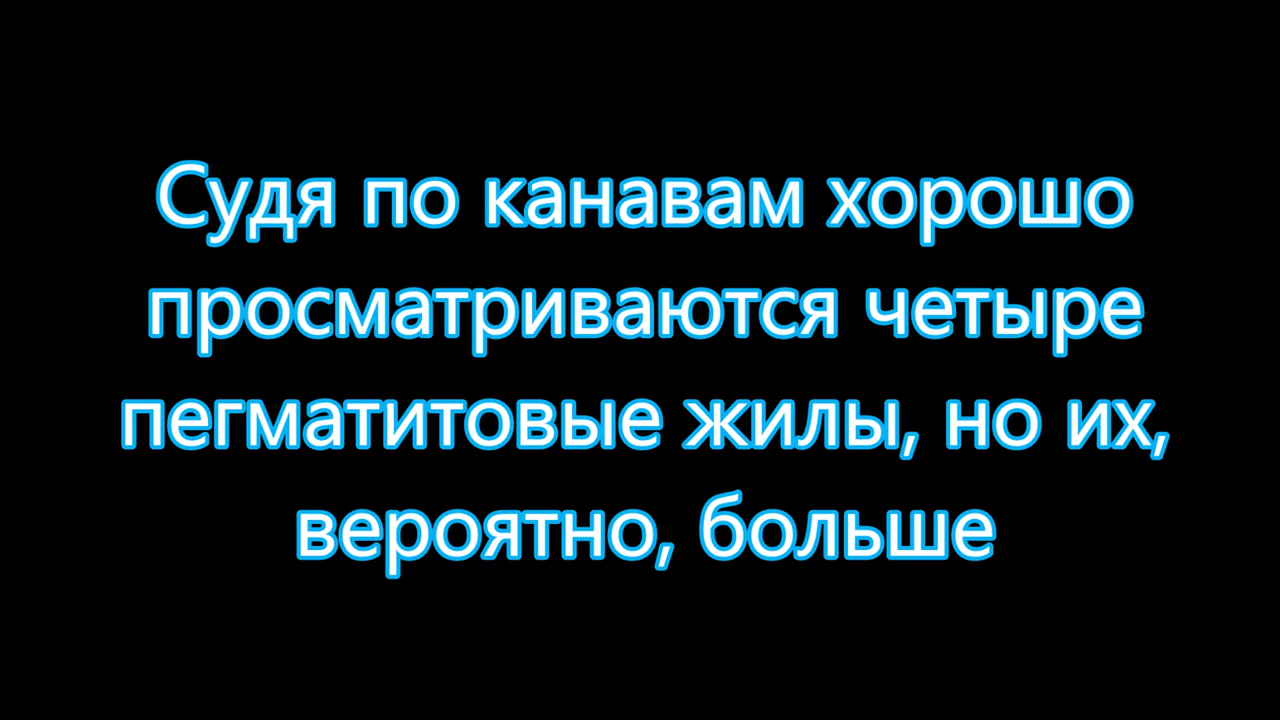 Судя по канавам хорошо
просматриваются четыре
пегматитовые жилы, но их,
вероятно, больше